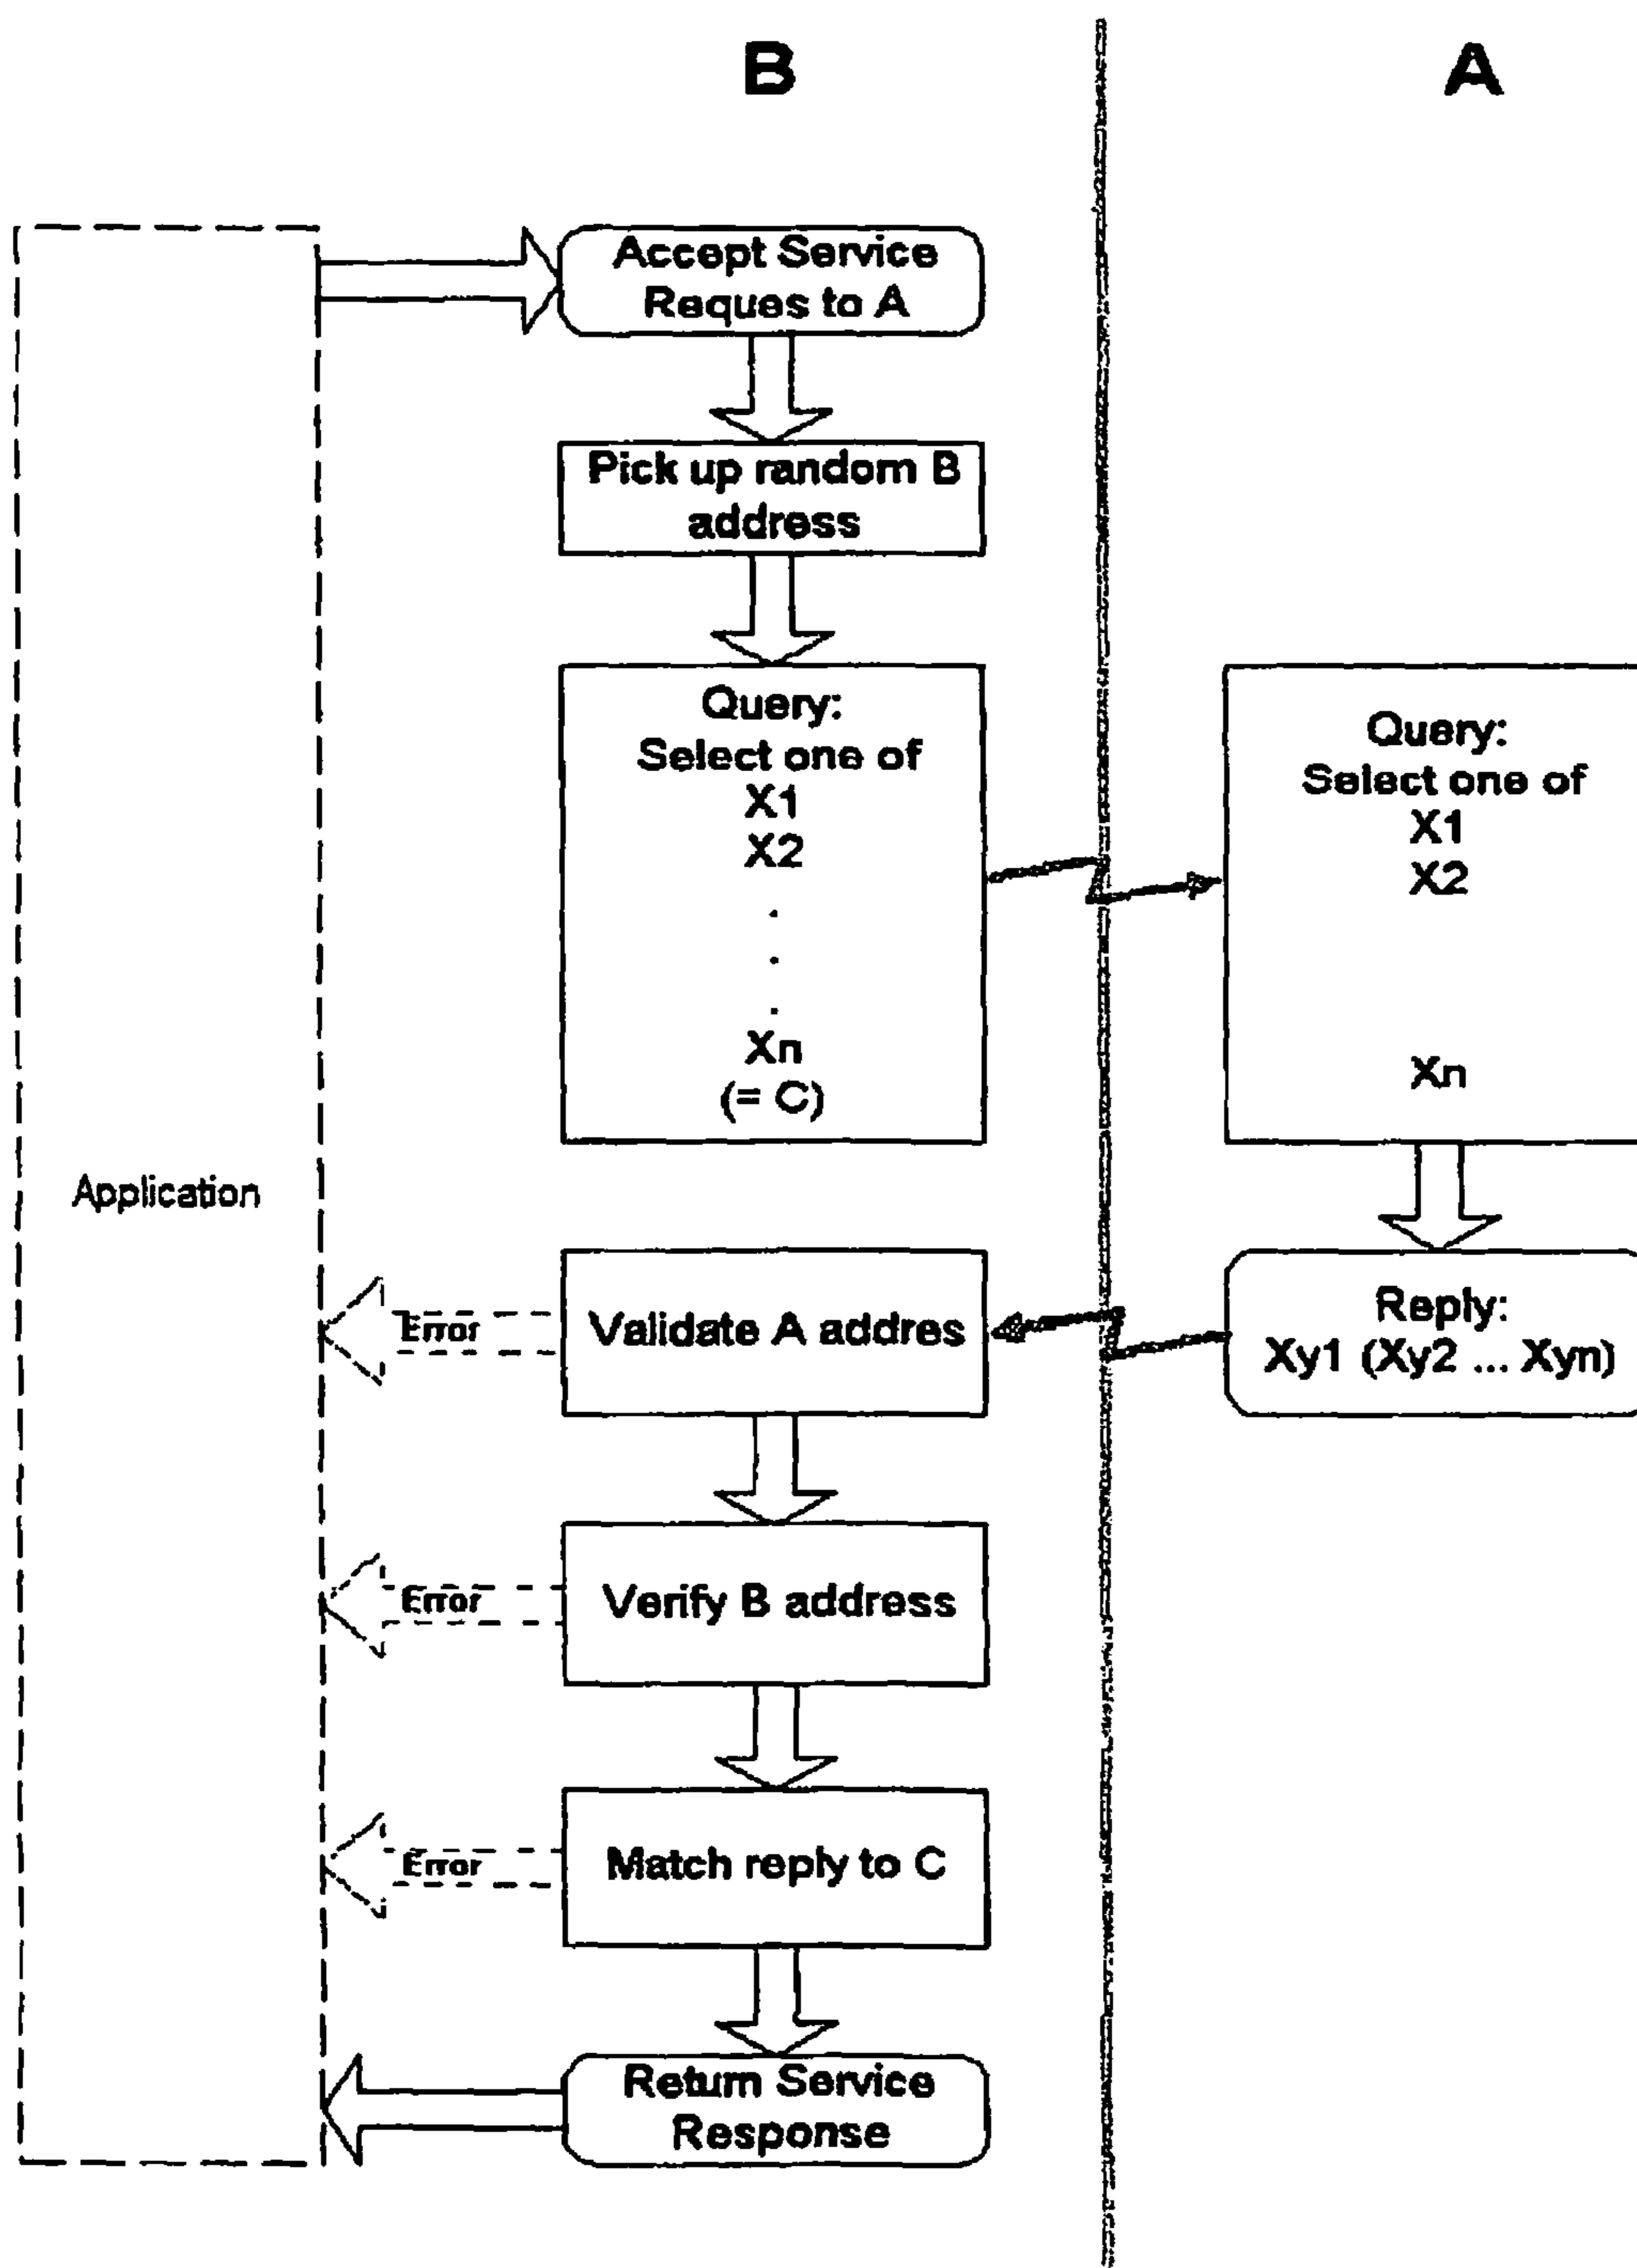 B
A
Accept Service
Reques to A
Pick up random B
address
Query:
Select one of
X1
X2
.
.
.
Xn
(= C)
Query:
Select one of
X1
X2
Xn
Application
Error
Validate A addres
Reply:
Xy1 (Xy2 ... Xyn)
Error
Verify B address
Error
Match reply to C
Return Service
Response